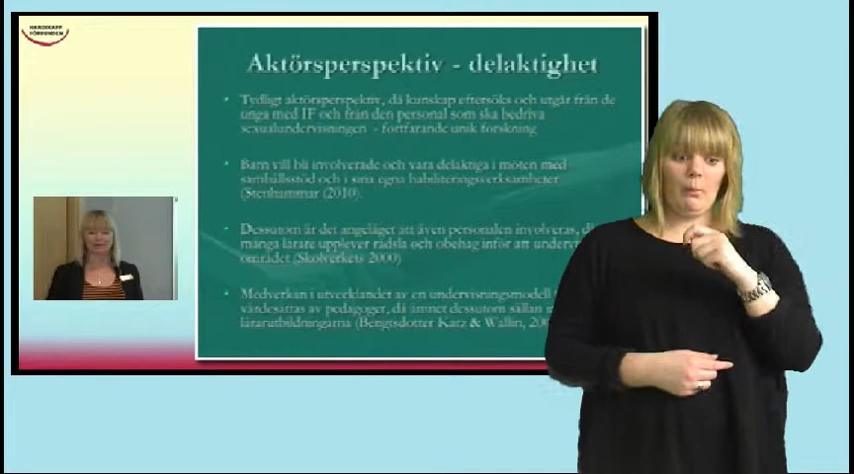 HANDIKAPP
FÖRBUNDEN
Aktörsperspektiv - delaktighet
• Tydligt aktörsperspektiv, då kunskap eftersöks och utgår från de
unga med IF och från den personal som ska bedriva
sexualundervisningen - fortfarande unik forskning
• Barn vill bli involverade och vara delaktiga i möten med
samhällsstöd och i sina egna habiliteringsverksamheter
(Stenhammar (2010).
• Dessutom är det angeläget att även personalen involveras, då
många lärare upplever rädsla och obehag inför att underv
området (Skolverkets 2000)
• Medverkan i utvecklandet av en undervisningsmodell
värdesättas av pedagoger, då ämnet dessutom sällan
lärarutbildningarna (Bengtsdotter Katz & Wallin, 20